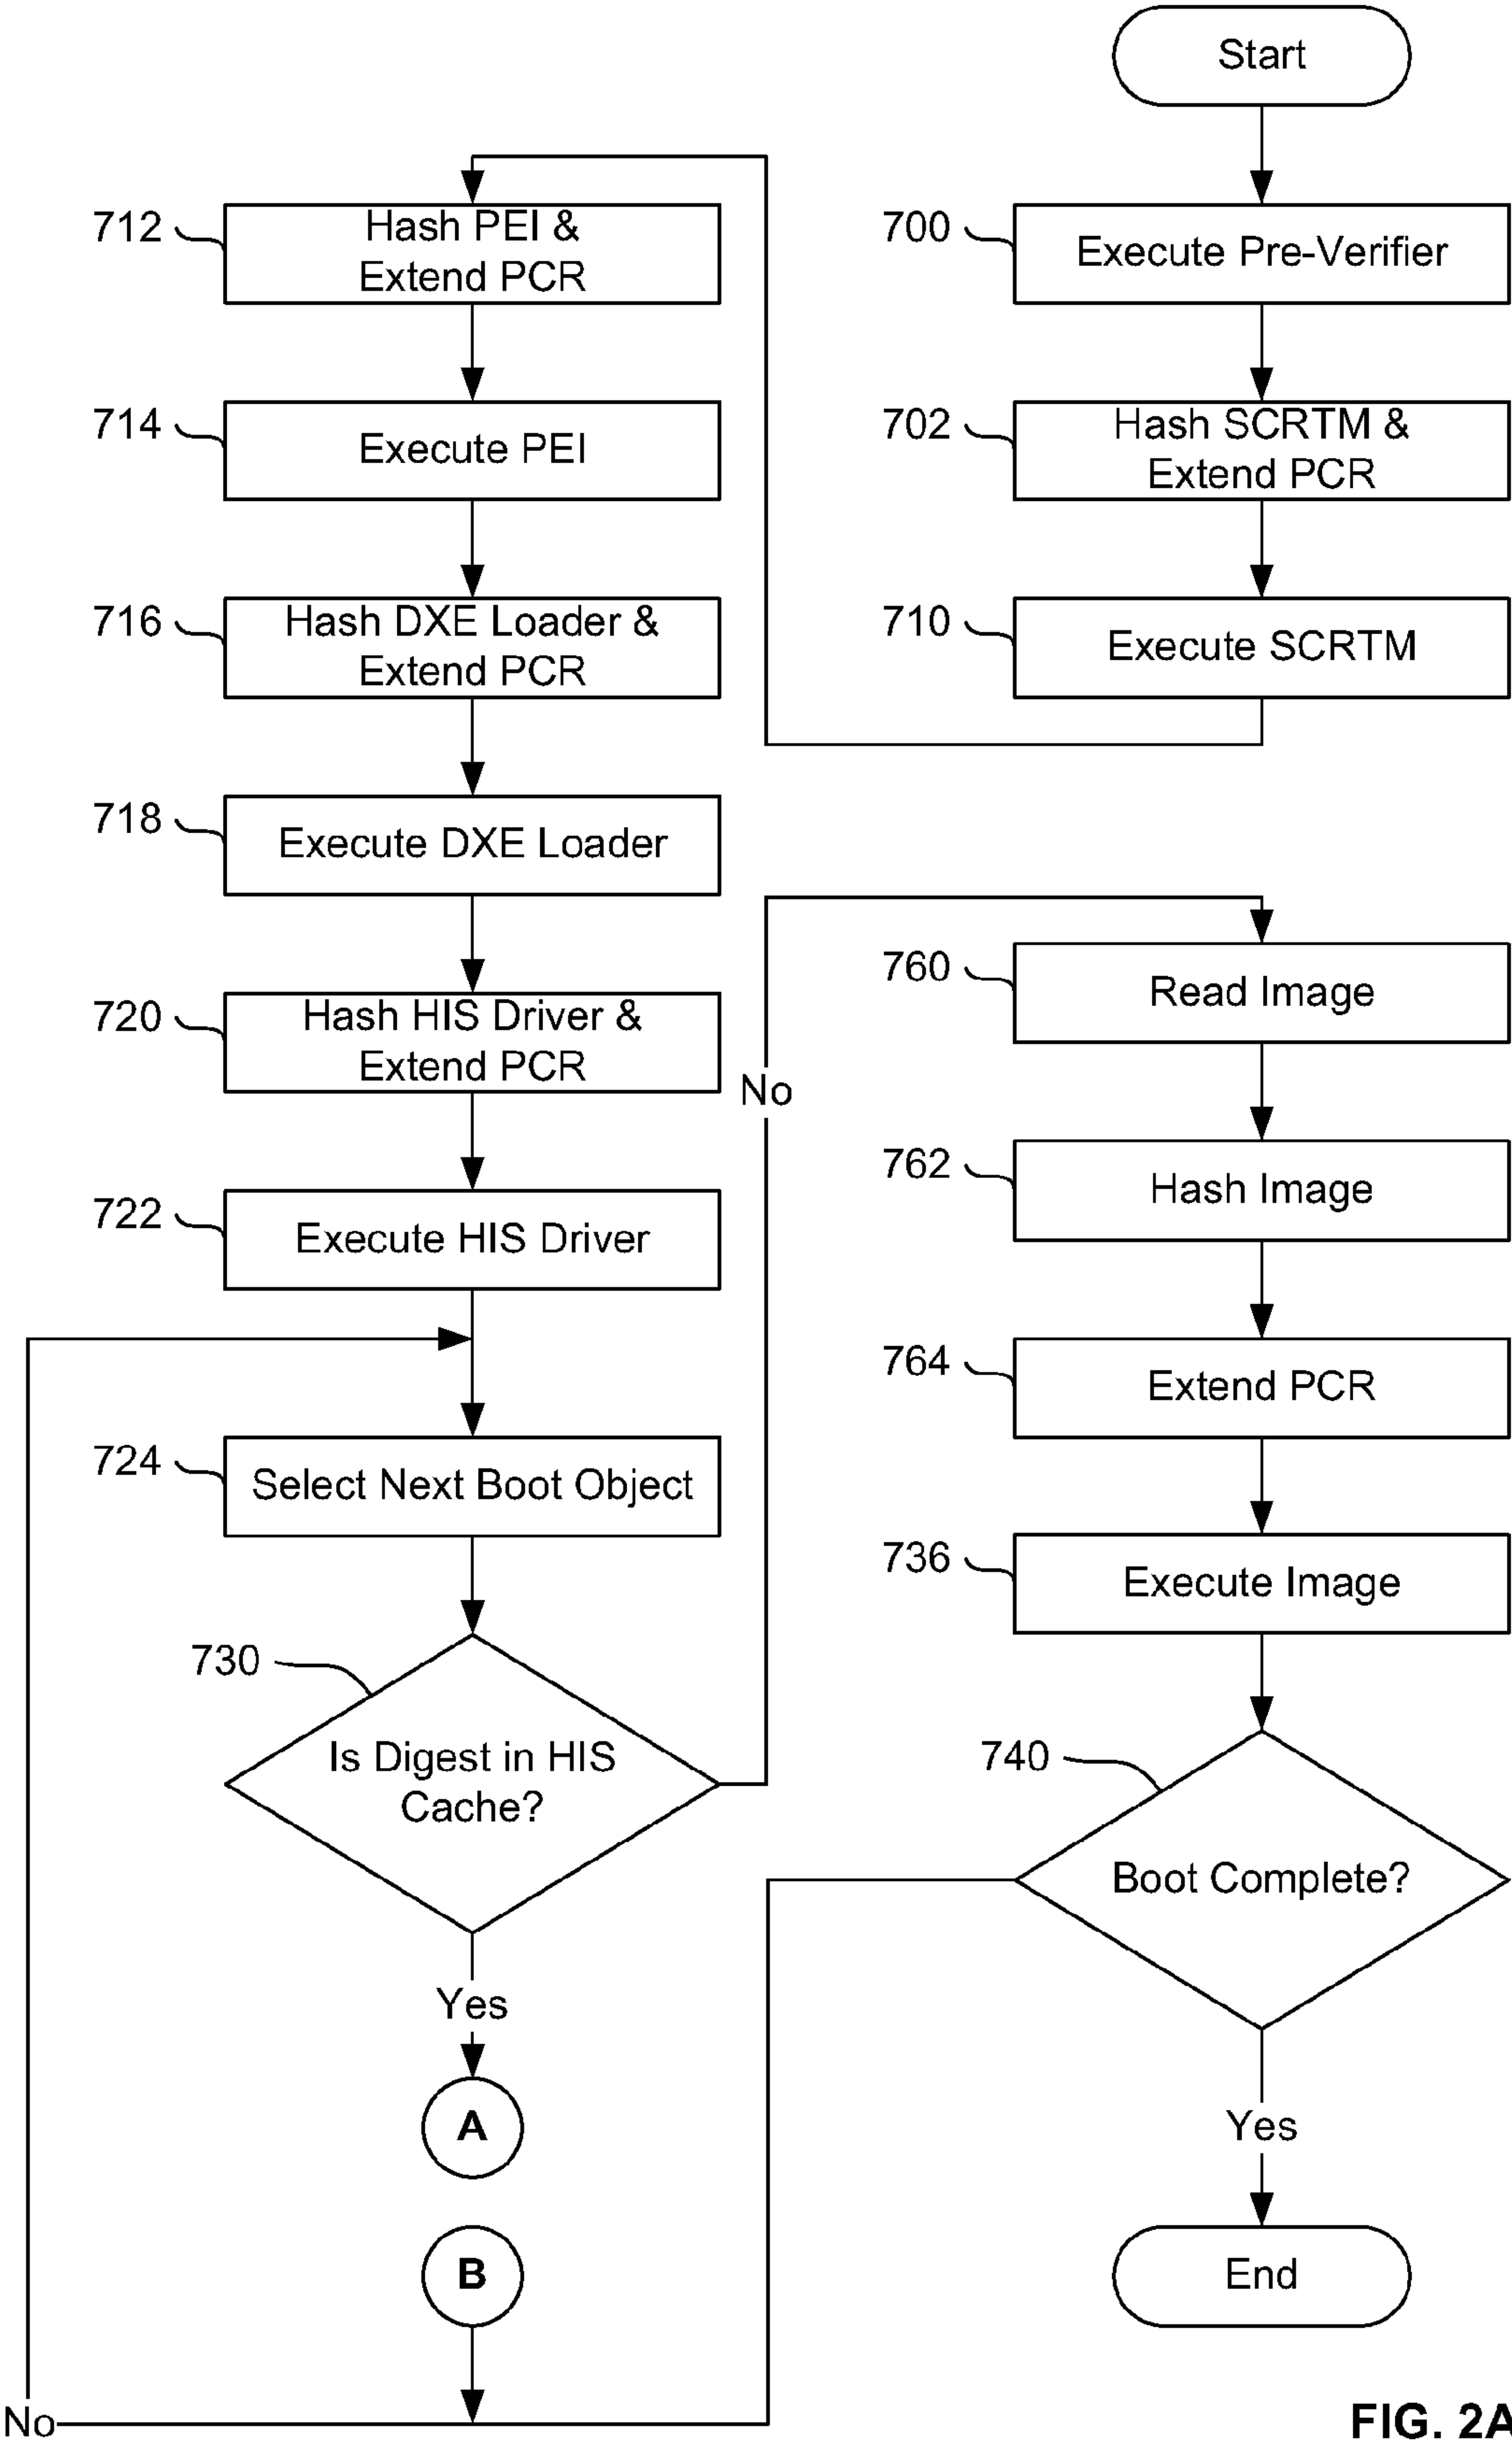 Start
700
Execute Pre-Verifier
702
Hash SCRTM &
Extend PCR
710
Execute SCRTM
712
Hash PEI &
Extend PCR
714
Execute PEI
716
Hash DXE Loader &
Extend PCR
718
Execute DXE Loader
720
Hash HIS Driver &
Extend PCR
722
Execute HIS Driver
724
Select Next Boot Object
730
Is Digest in HIS
Cache?
Yes
A
B
No
No
760
Read Image
762
Hash Image
764
Extend PCR
736
Execute Image
740
Boot Complete?
Yes
End
FIG. 2A